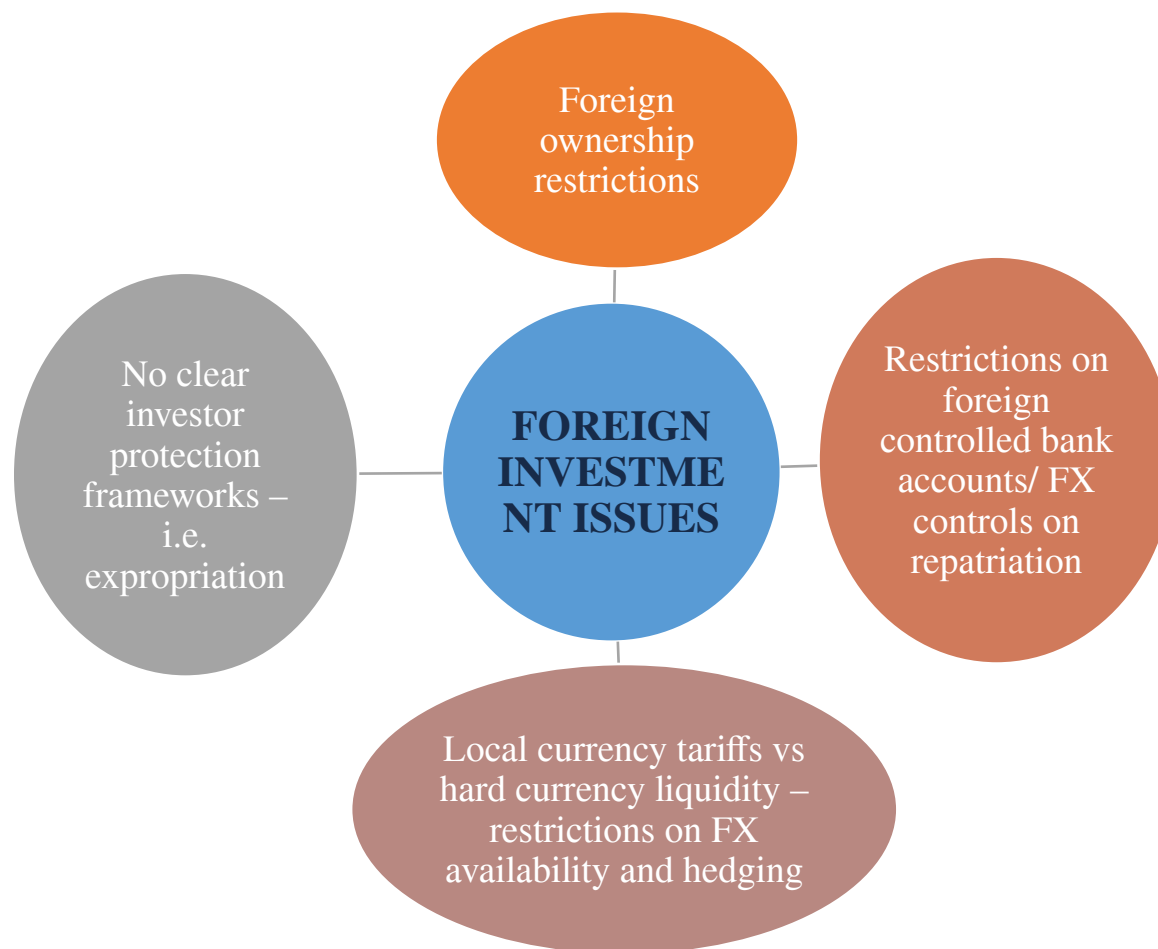 Foreign
ownership
restrictions
No clear
investor
protection
frameworks –
i.e.
expropriation
FOREIGN
INVESTME
NT ISSUES
Restrictions on
foreign
controlled bank
accounts/ FX
controls on
repatriation
Local currency tariffs vs
hard currency liquidity –
restrictions on FX
availability and hedging